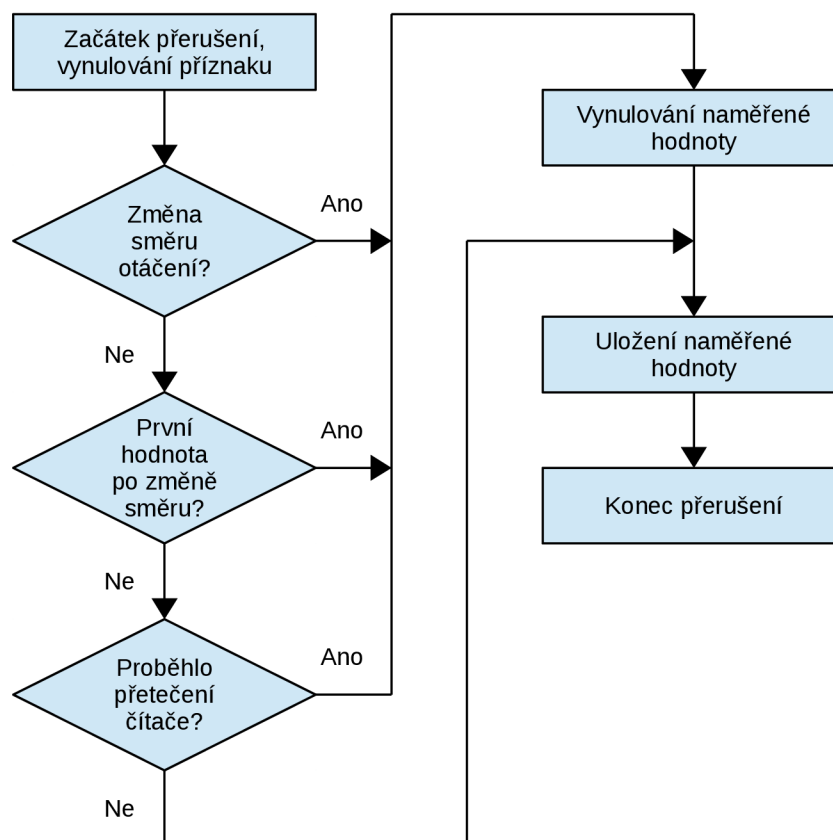 Začátek přerušení,
vynulování příznaku
Změna
směru
otáčení?
Ano
Ne
První
hodnota
po změně
směru?
Ano
Ne
Proběhlo
přetečení
čítače?
Ano
Ne
Vynulování naměřené
hodnoty
Uložení naměřené
hodnoty
Konec přerušení